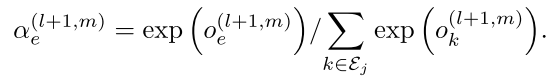 α_e^{(l+1,m)} = exp(o_e^{(l+1,m)}) / ∑_{k∈ℰ_j} exp(o_k^{(l+1,m)}).